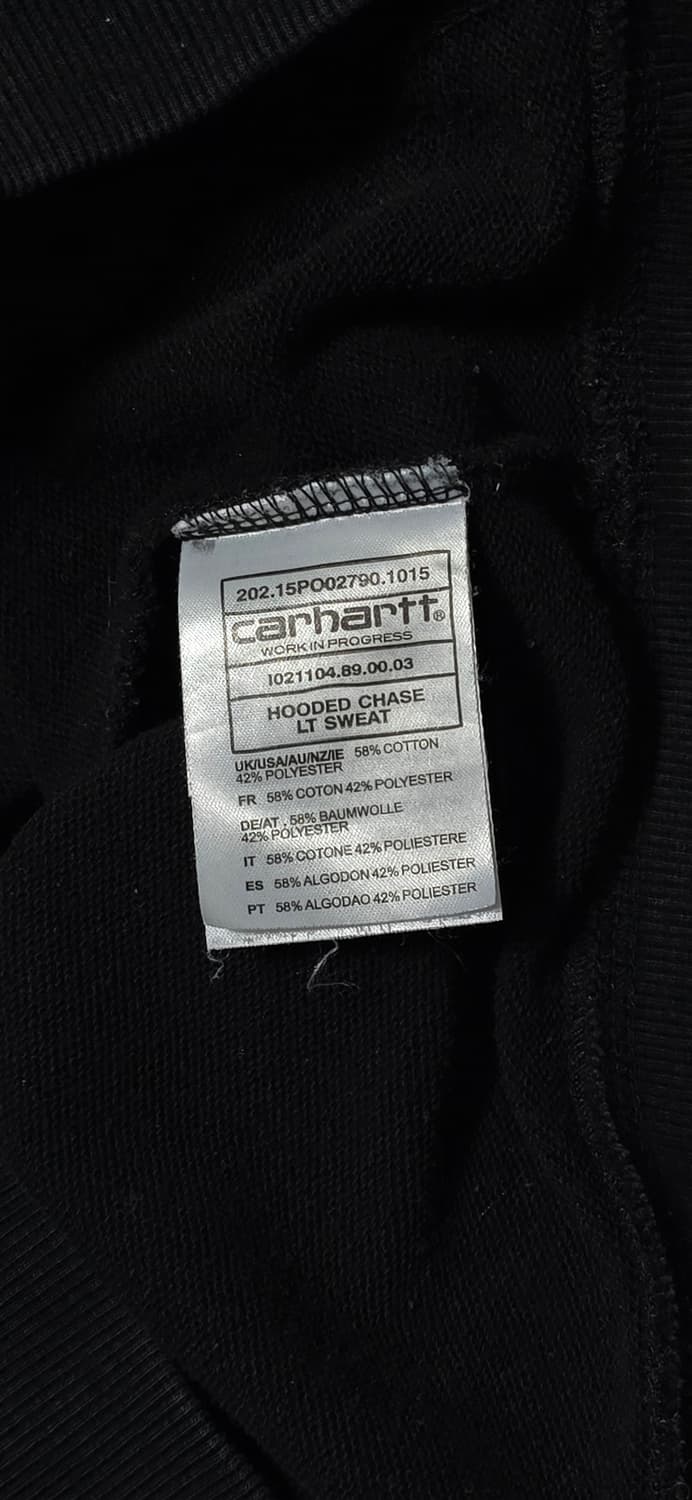 202.15PO02790.1015
carhartt®
WORK IN PROGRESS
I021104.89.00.03
HOODED CHASE
LT SWEAT
UK/USA/AU/NZ/IE 58% COTTON
42% POLYESTER
FR 58% COTON 42% POLYESTER
DE/AT . 58% BAUMWOLLE
42% POLYESTER
IT 58% COTONE 42% POLIESTERE
ES 58% ALGODON 42% POLIESTER
PT 58% ALGODAO 42% POLIESTER